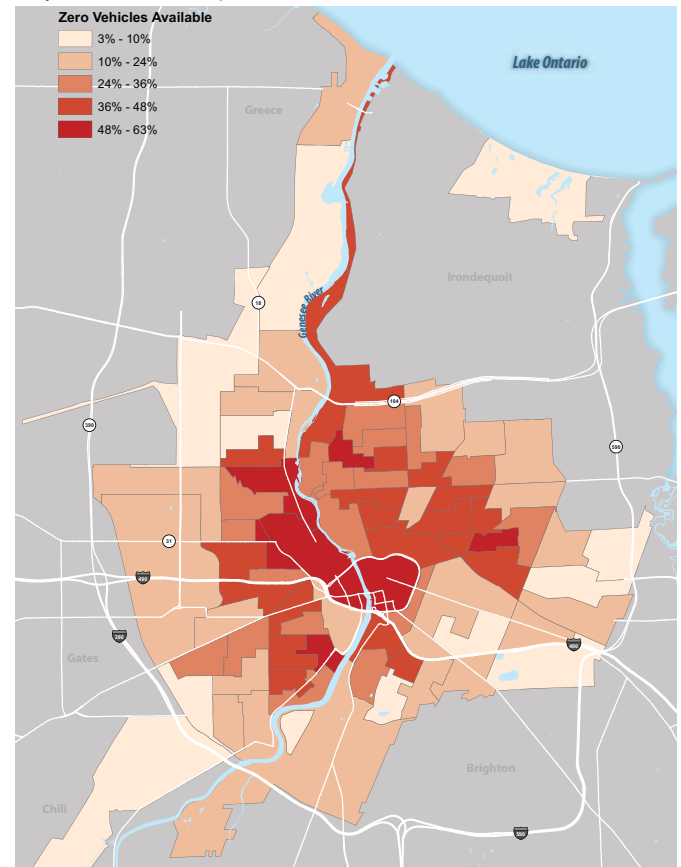 Zero Vehicles Available
3% - 10%
10% - 24%
24% - 36%
36% - 48%
48% - 63%
Lake Ontario
Greece
Irondequoit
Genesee River
18
104
390
590
31
490
390
490
Gates
Brighton
Chili
590